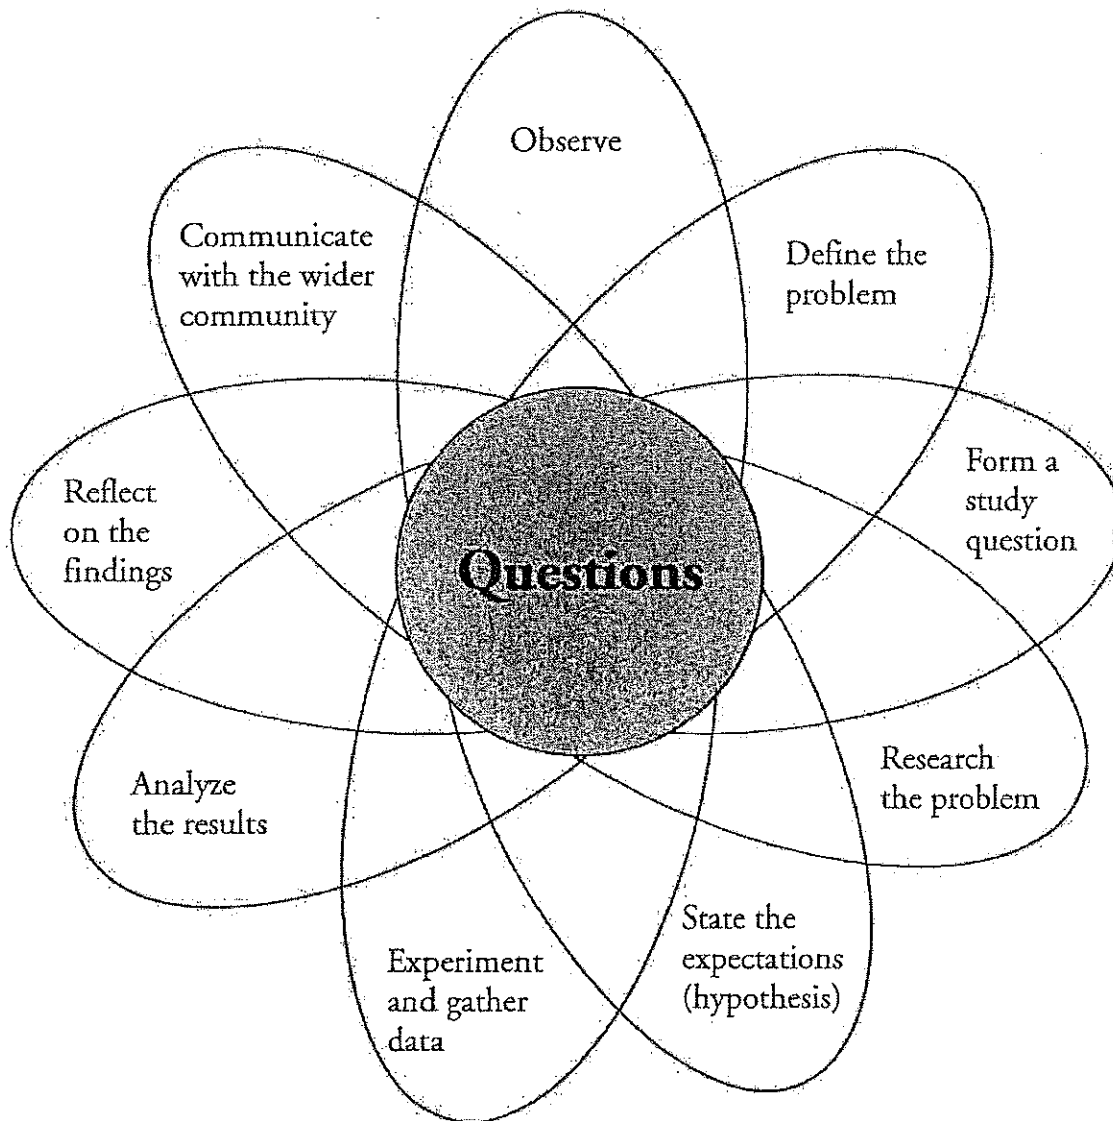 Observe
Define the
problem
Form a
study
question
Research
the problem
State the
expectations
(hypothesis)
Experiment
and gather
data
Analyze
the results
Reflect
on the
findings
Communicate
with the wider
community
Questions